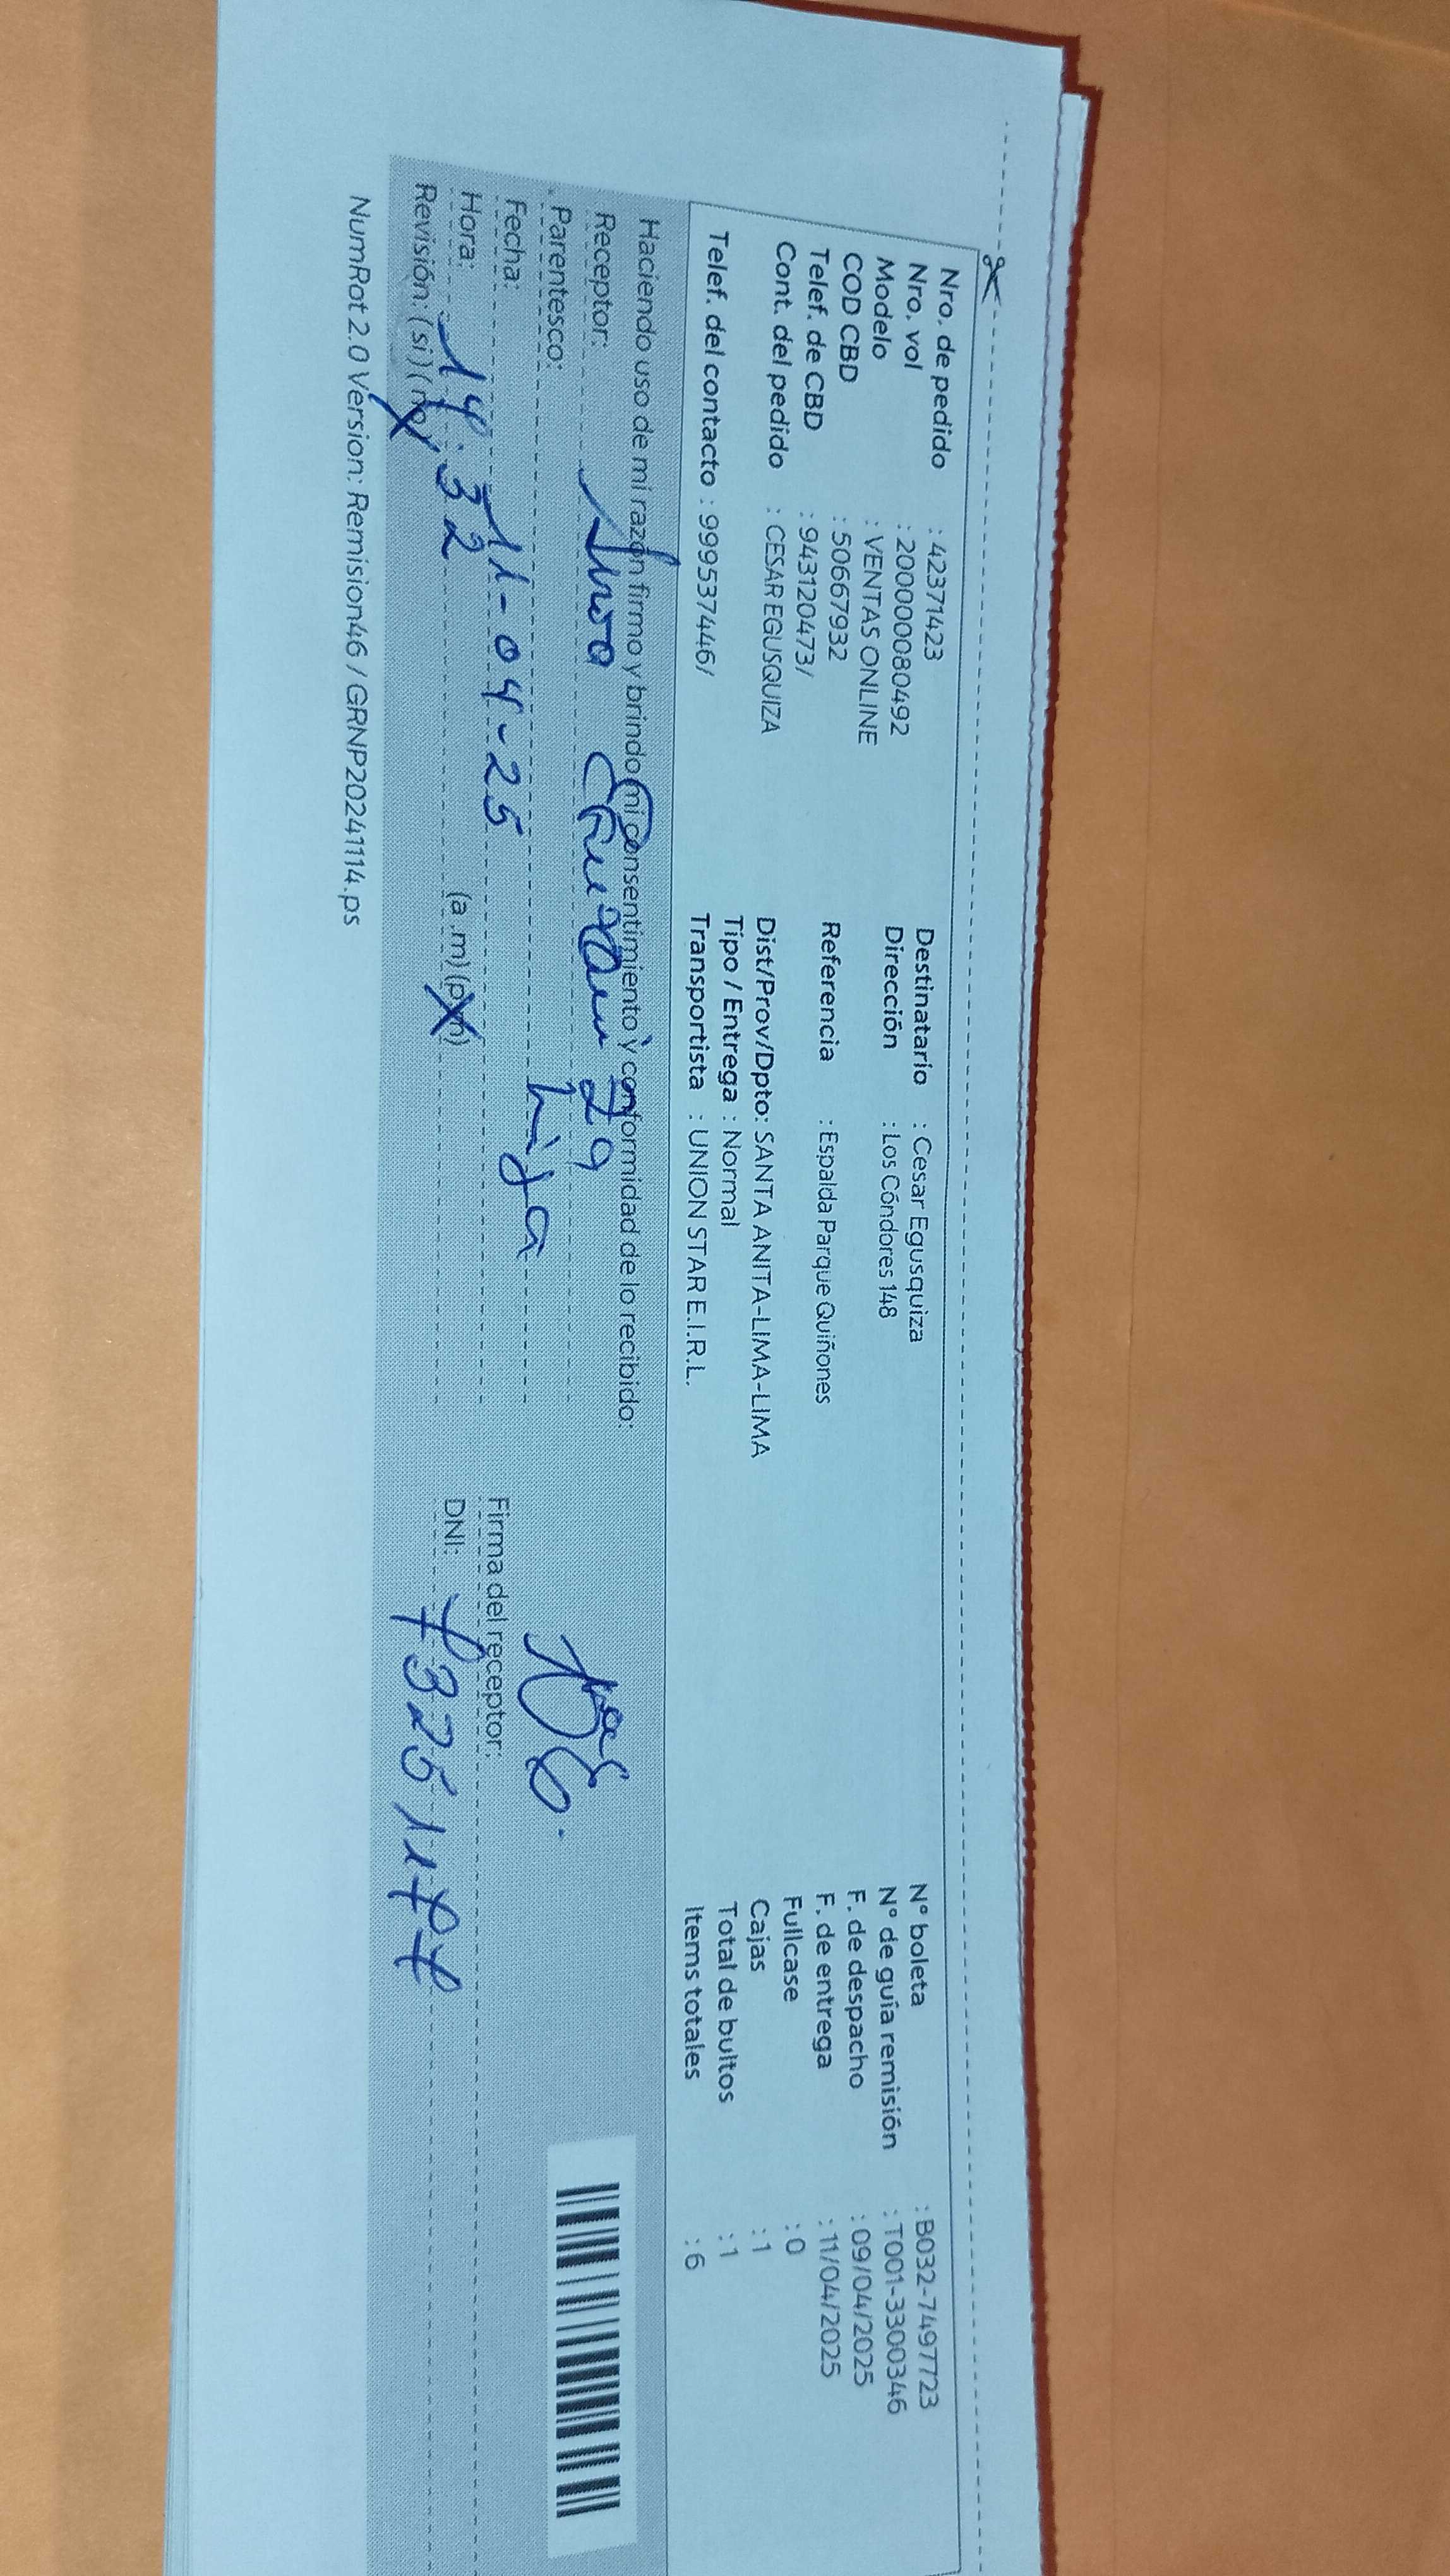 Nro. de pedido : 42371423
Nro. vol : 2000000080492
Modelo : VENTAS ONLINE
COD CBD : 50667932
Telef. de CBD : 943120473/
Cont. del pedido : CESAR EGUSQUIZA
Telef. del contacto : 999537446/
Destinatario : Cesar Egusquiza
Dirección : Los Cóndores 148
Referencia : Espalda Parque Quiñones
Dist/Prov/Dpto: SANTA ANITA-LIMA-LIMA
Tipo / Entrega : Normal
Transportista : UNION STAR E.I.R.L.
N° boleta : B032-7497723
N° de guía remisión : T001-3300346
F. de despacho : 09/04/2025
F. de entrega : 11/04/2025
Fullcase : 0
Cajas : 1
Total de bultos : 1
Items totales : 6
Haciendo uso de mi razón firmo y brindo mi consentimiento y conformidad de lo recibido:
Receptor:
Parentesco: hija
Fecha: 11-04-25
Hora: 14:32 (a.m) (p.m)
Revisión: (si) (no)
Firma del receptor:
DNI: 73251177
NumRot 2.0 Version: Remision46 / GRNP20241114.ps